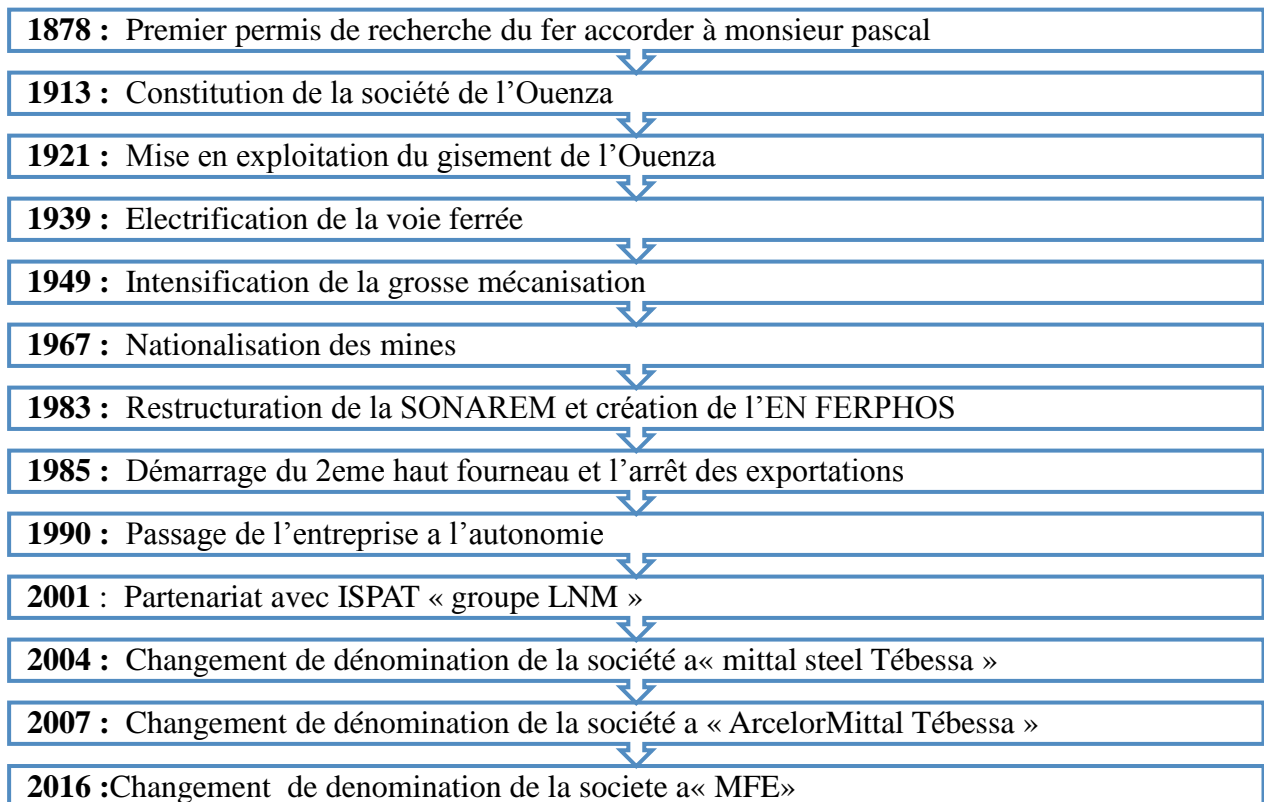 1878 : Premier permis de recherche du fer accorder à monsieur pascal
1913 : Constitution de la société de l’Ouenza
1921 : Mise en exploitation du gisement de l’Ouenza
1939 : Electrification de la voie ferrée
1949 : Intensification de la grosse mécanisation
1967 : Nationalisation des mines
1983 : Restructuration de la SONAREM et création de l’EN FERPHOS
1985 : Démarrage du 2eme haut fourneau et l’arrêt des exportations
1990 : Passage de l’entreprise a l’autonomie
2001 : Partenariat avec ISPAT « groupe LNM »
2004 : Changement de dénomination de la société a« mittal steel Tébessa »
2007 : Changement de dénomination de la société a « ArcelorMittal Tébessa »
2016 :Changement de denomination de la societe a« MFE»